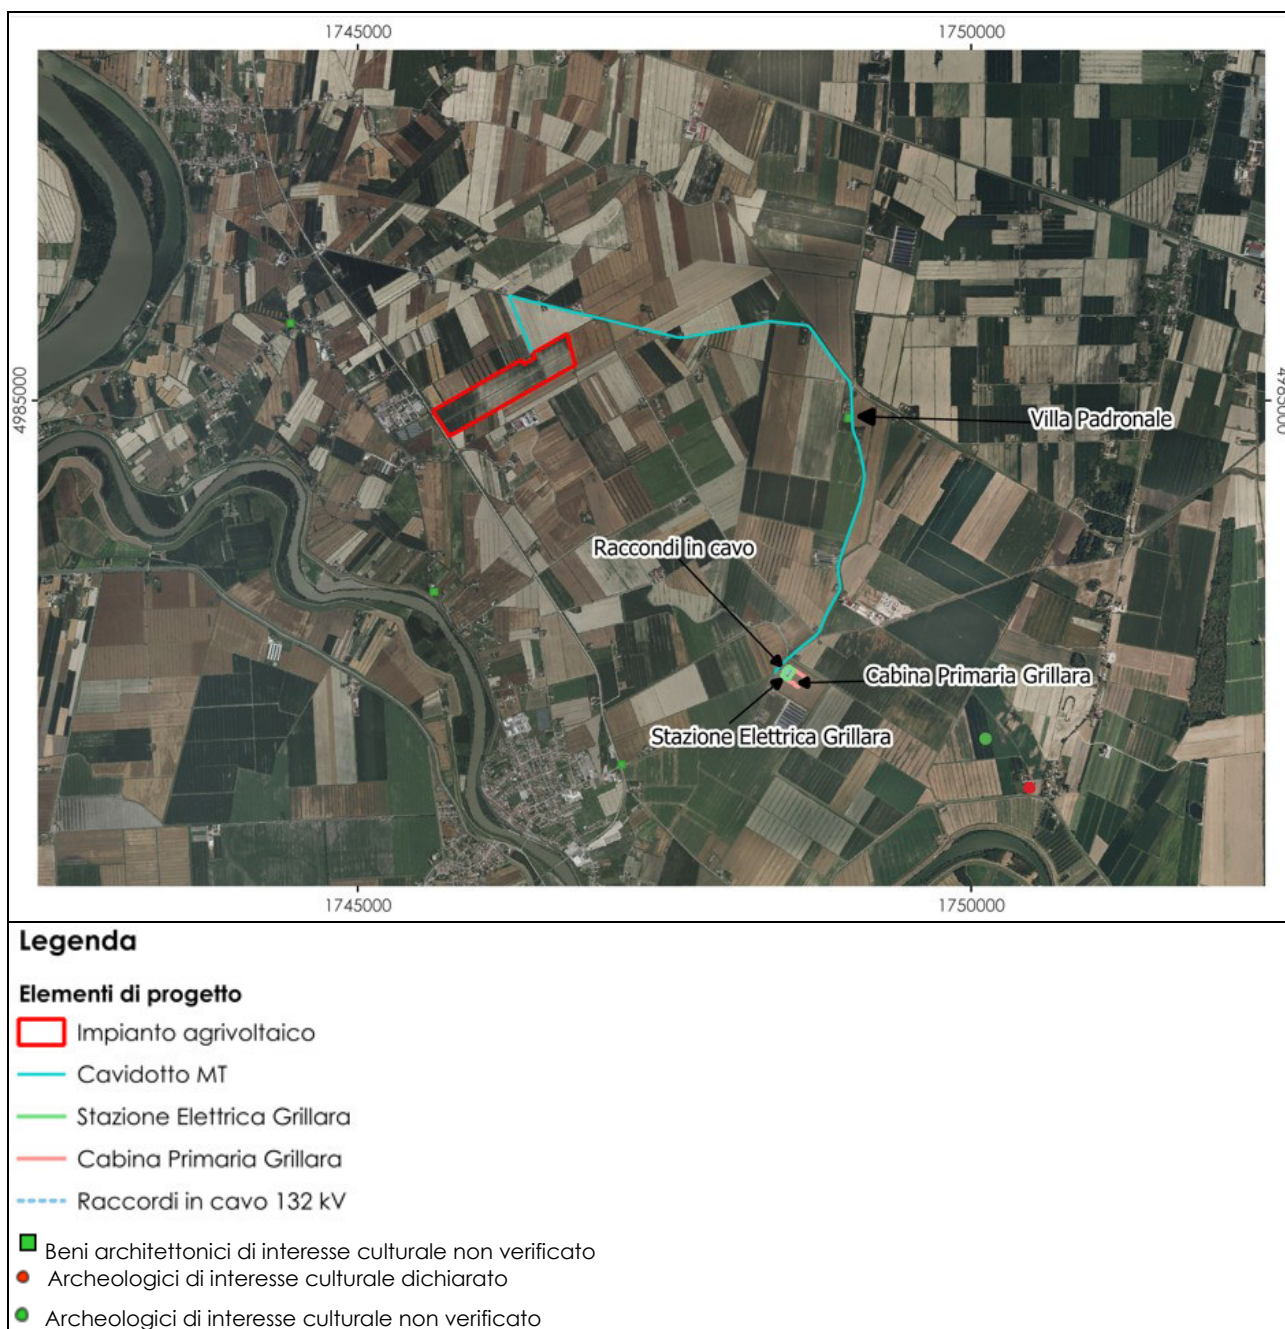 1745000 1750000
4985000 4985000
Villa Padronale
Raccondi in cavo
Cabina Primaria Grillara
Stazione Elettrica Grillara
1745000 1750000
Legenda
Elementi di progetto
Impianto agrivoltaico
Cavidotto MT
Stazione Elettrica Grillara
Cabina Primaria Grillara
Raccordi in cavo 132 kV
Beni architettonici di interesse culturale non verificato
Archeologici di interesse culturale dichiarato
Archeologici di interesse culturale non verificato